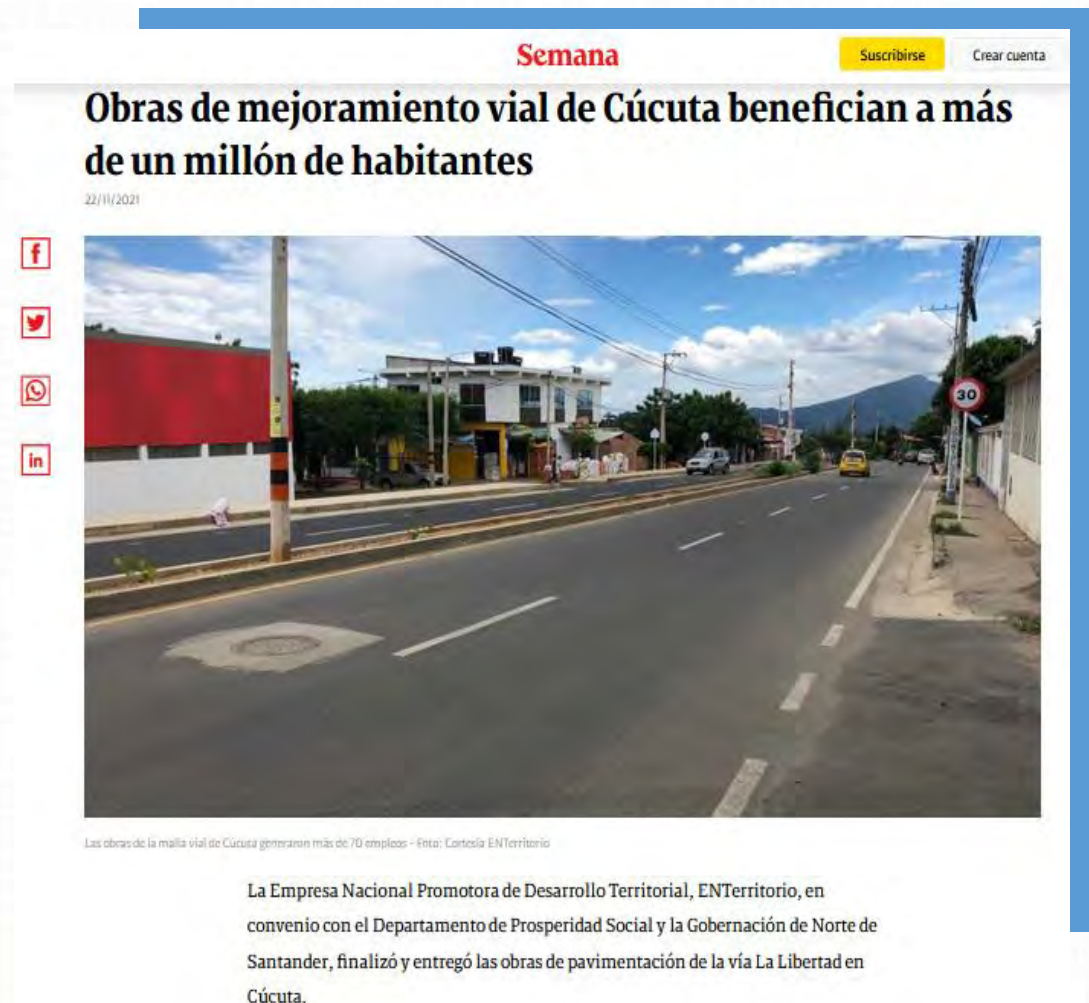 Semana
Suscribirse
Crear cuenta
Obras de mejoramiento vial de Cúcuta benefician a más
de un millón de habitantes
22/11/2021
f
in
30
Las obras de la malla vial de Cúcuta generaron más de 70 empleos - Foto: Cortesía ENTerritorio
La Empresa Nacional Promotora de Desarrollo Territorial, ENTerritorio, en
convenio con el Departamento de Prosperidad Social y la Gobernación de Norte de
Santander, finalizó y entregó las obras de pavimentación de la vía La Libertad en
Cúcuta.